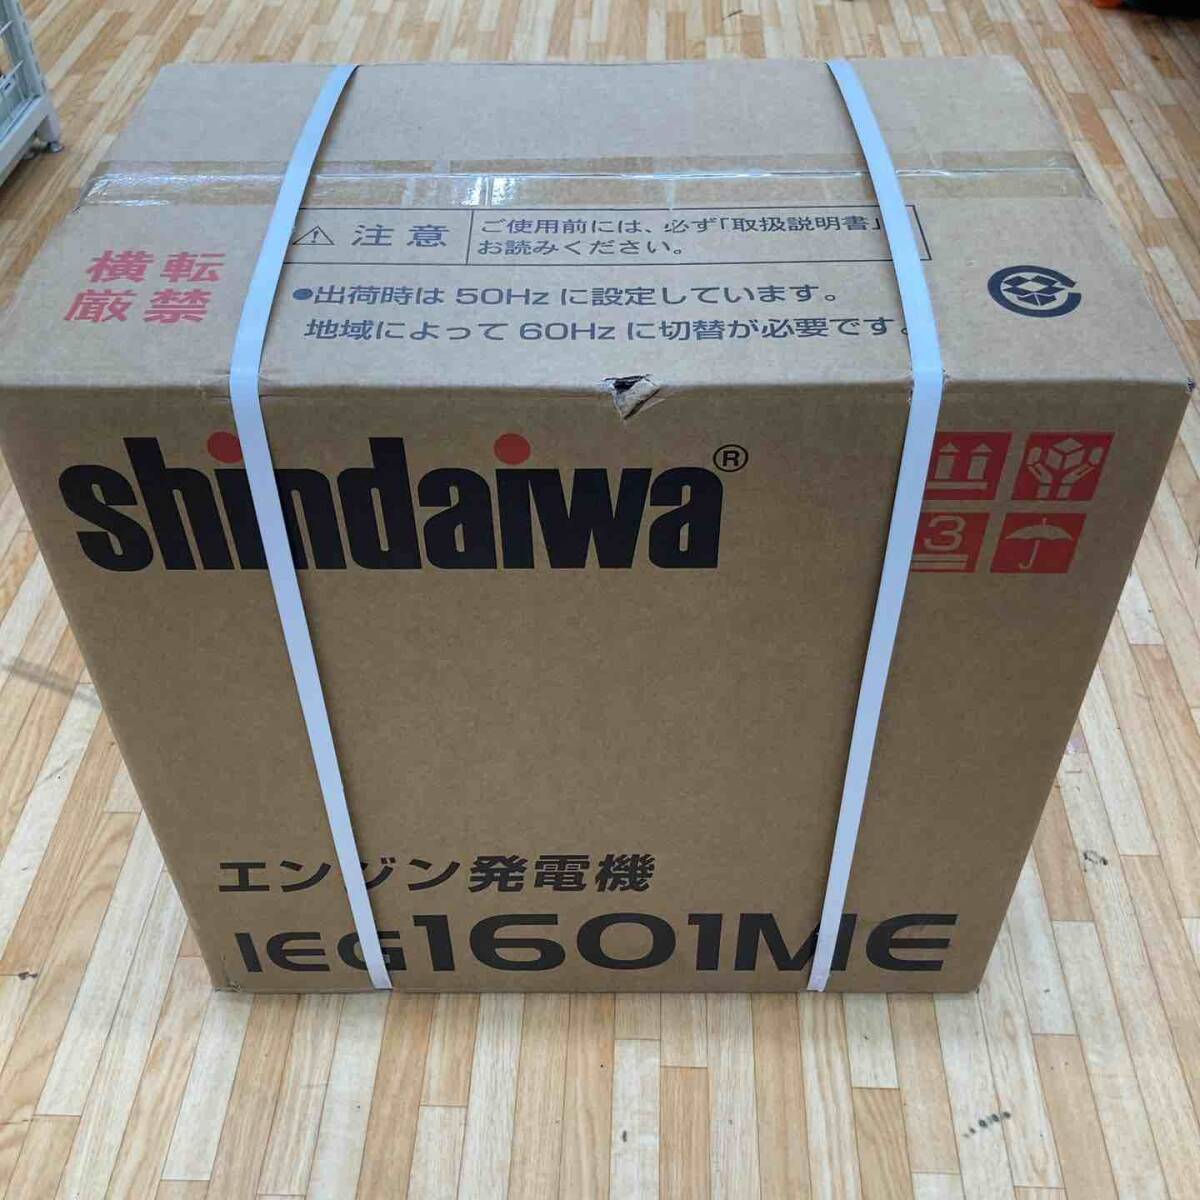 横転
厳禁
注意
ご使用前には、必ず「取扱説明書」
お読みください。
●出荷時は 50Hz に設定しています。
地域によって 60Hz に切替が必要です。
shindaiwa®
3
エンジン発電機
IEG1601ME